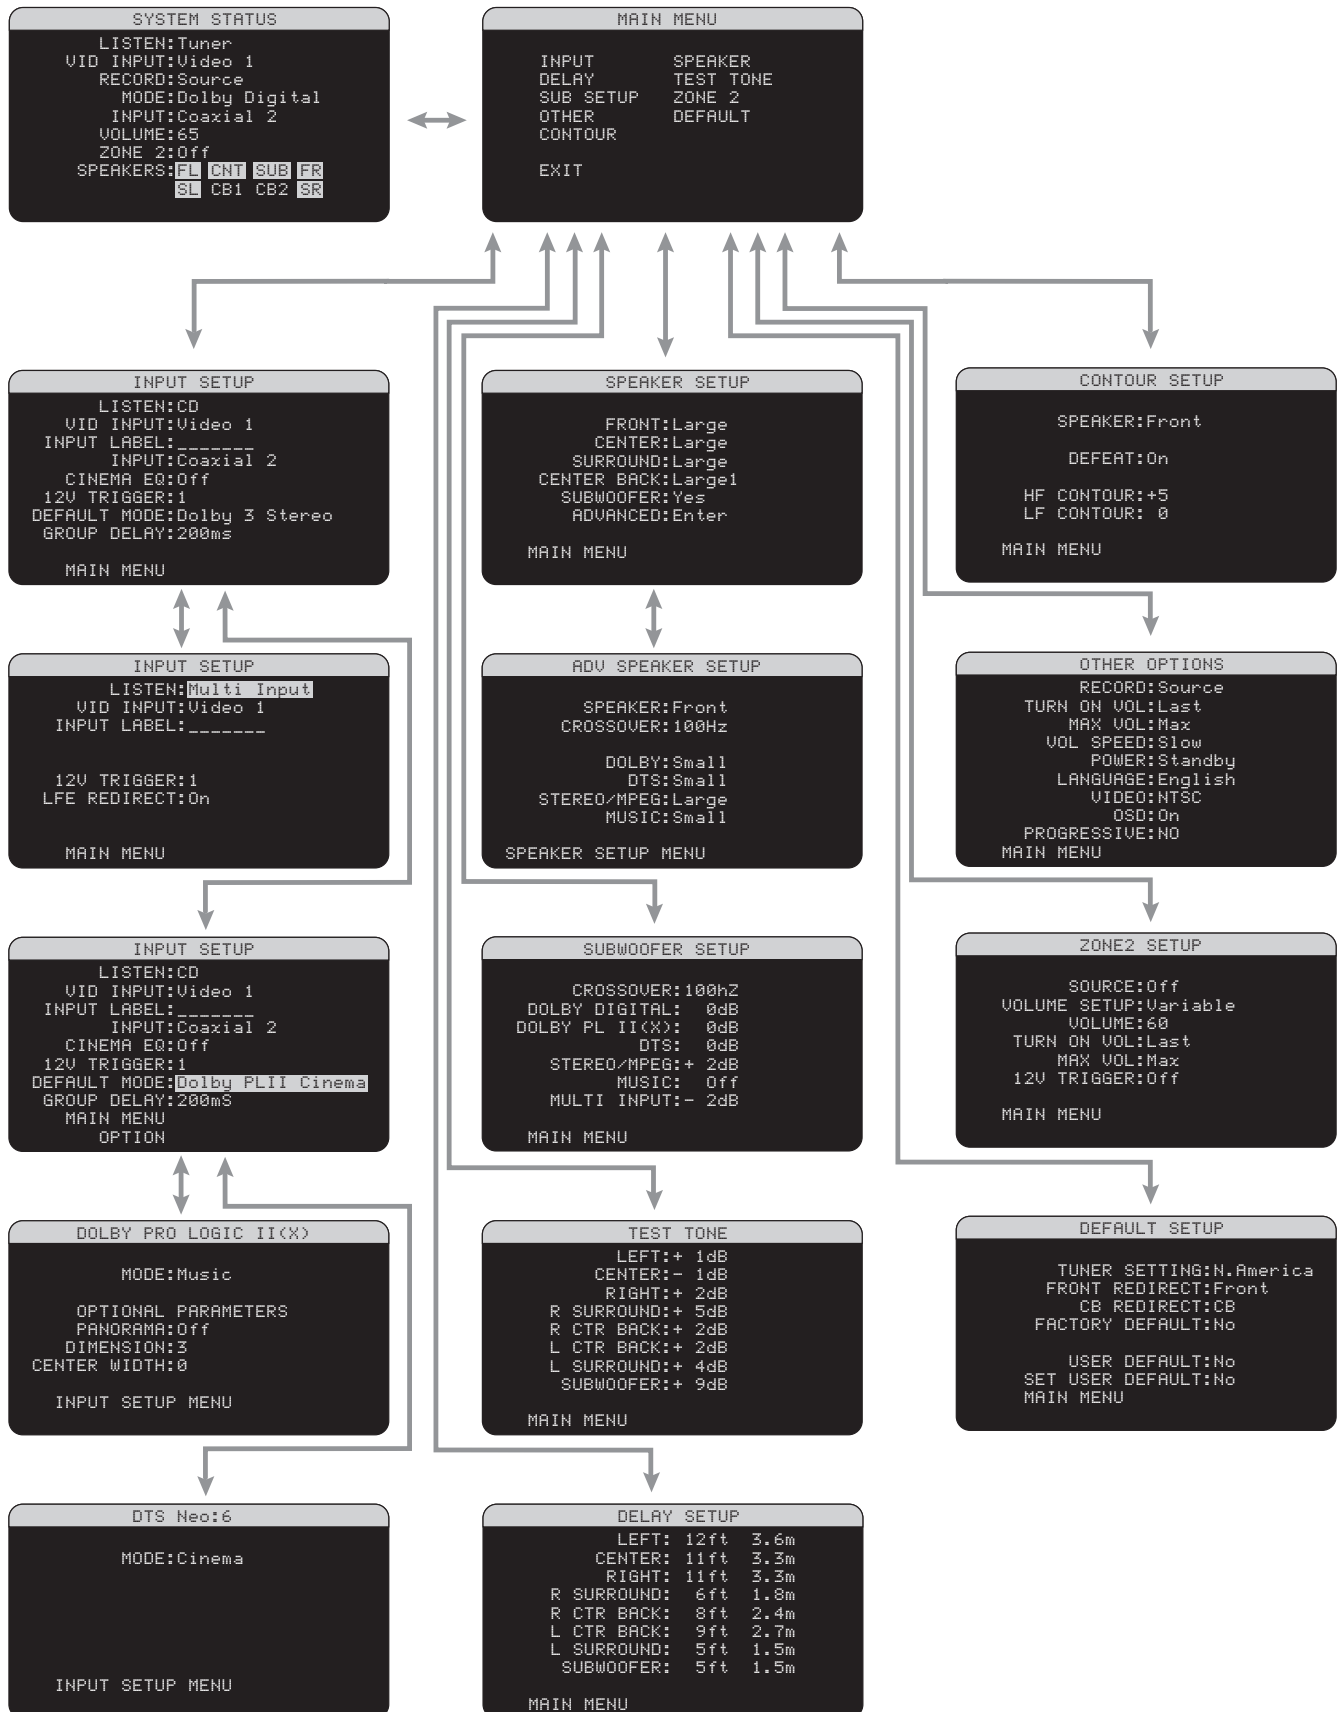 SYSTEM STATUS
LISTEN:Tuner
VID INPUT:Video 1
RECORD:Source
MODE:Dolby Digital
INPUT:Coaxial 2
VOLUME:65
ZONE 2:Off
SPEAKERS:FL CNT SUB FR
SL CB1 CB2 SR
MAIN MENU
INPUT SPEAKER
DELAY TEST TONE
SUB SETUP ZONE 2
OTHER DEFAULT
CONTOUR
EXIT
INPUT SETUP
LISTEN:CD
VID INPUT:Video 1
INPUT LABEL:_______
INPUT:Coaxial 2
CINEMA EQ:Off
12V TRIGGER:1
DEFAULT MODE:Dolby 3 Stereo
GROUP DELAY:200ms
MAIN MENU
SPEAKER SETUP
FRONT:Large
CENTER:Large
SURROUND:Large
CENTER BACK:Large1
SUBWOOFER:Yes
ADVANCED:Enter
MAIN MENU
CONTOUR SETUP
SPEAKER:Front
DEFEAT:On
HF CONTOUR:+5
LF CONTOUR: 0
MAIN MENU
INPUT SETUP
LISTEN:Multi Input
VID INPUT:Video 1
INPUT LABEL:_______
12V TRIGGER:1
LFE REDIRECT:On
MAIN MENU
ADV SPEAKER SETUP
SPEAKER:Front
CROSSOVER:100Hz
DOLBY:Small
DTS:Small
STEREO/MPEG:Large
MUSIC:Small
SPEAKER SETUP MENU
OTHER OPTIONS
RECORD:Source
TURN ON VOL:Last
MAX VOL:Max
VOL SPEED:Slow
POWER:Standby
LANGUAGE:English
VIDEO:NTSC
OSD:On
PROGRESSIVE:NO
MAIN MENU
INPUT SETUP
LISTEN:CD
VID INPUT:Video 1
INPUT LABEL:_______
INPUT:Coaxial 2
CINEMA EQ:Off
12V TRIGGER:1
DEFAULT MODE:Dolby PLII Cinema
GROUP DELAY:200mS
MAIN MENU
OPTION
SUBWOOFER SETUP
CROSSOVER:100hZ
DOLBY DIGITAL: 0dB
DOLBY PL II(X): 0dB
DTS: 0dB
STEREO/MPEG:+ 2dB
MUSIC: Off
MULTI INPUT:- 2dB
MAIN MENU
ZONE2 SETUP
SOURCE:Off
VOLUME SETUP:Variable
VOLUME:60
TURN ON VOL:Last
MAX VOL:Max
12V TRIGGER:Off
MAIN MENU
DOLBY PRO LOGIC II(X)
MODE:Music
OPTIONAL PARAMETERS
PANORAMA:Off
DIMENSION:3
CENTER WIDTH:0
INPUT SETUP MENU
TEST TONE
LEFT:+ 1dB
CENTER:- 1dB
RIGHT:+ 2dB
R SURROUND:+ 5dB
R CTR BACK:+ 2dB
L CTR BACK:+ 2dB
L SURROUND:+ 4dB
SUBWOOFER:+ 9dB
MAIN MENU
DEFAULT SETUP
TUNER SETTING:N.America
FRONT REDIRECT:Front
CB REDIRECT:CB
FACTORY DEFAULT:No
USER DEFAULT:No
SET USER DEFAULT:No
MAIN MENU
DTS Neo:6
MODE:Cinema
INPUT SETUP MENU
DELAY SETUP
LEFT: 12ft 3.6m
CENTER: 11ft 3.3m
RIGHT: 11ft 3.3m
R SURROUND: 6ft 1.8m
R CTR BACK: 8ft 2.4m
L CTR BACK: 9ft 2.7m
L SURROUND: 5ft 1.5m
SUBWOOFER: 5ft 1.5m
MAIN MENU